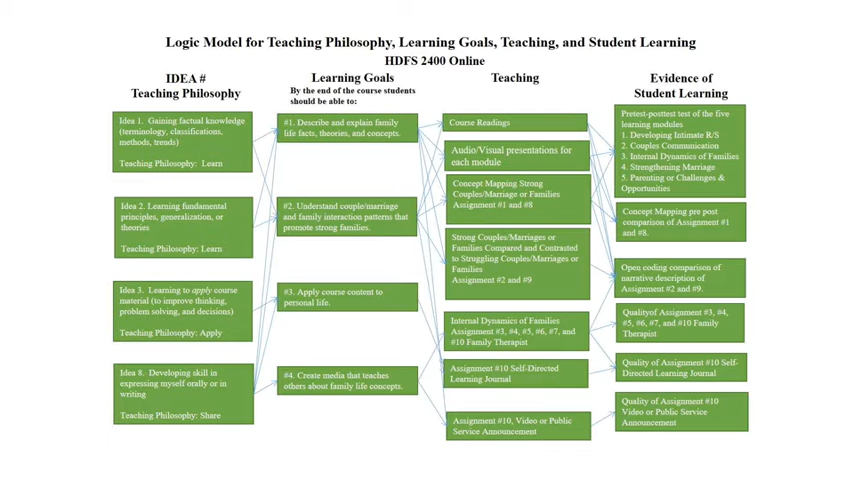 Logic Model for Teaching Philosophy, Learning Goals, Teaching, and Student Learning
HDFS 2400 Online
IDEA #
Teaching Philosophy
Idea 1. Gaining factual knowledge
(terminology, classifications,
methods, trends)
Teaching Philosophy: Learn
Idea 2. Learning fundamental
principles, generalization, or
theories
Teaching Philosophy: Learn
Idea 3. Learning to apply course
material (to improve thinking,
problem solving, and decisions)
Teaching Philosophy: Apply
Idea 8. Developing skill in
expressing myself orally or in
writing
Teaching Philosophy: Share
Learning Goals
By the end of the course students
should be able to:
#1. Describe and explain family
life facts, theories, and concepts.
#2. Understand couple/marriage
and family interaction patterns that
promote strong families.
#3. Apply course content to
personal life.
#4. Create media that teaches
others about family life concepts.
Teaching
Course Readings
Audio/Visual presentations for
each module
Concept Mapping Strong
Couples/Marriage or Families
Assignment #1 and #8
Strong Couples/Marriages or
Families Compared and Contrasted
to Struggling Couples/Marriages or
Families
Assignment #2 and #9
Internal Dynamics of Families
Assignment #3, #4, #5, #6, #7, and
#10 Family Therapist
Assignment #10 Self-Directed
Learning Journal
Assignment #10, Video or Public
Service Announcement
Evidence of
Student Learning
Pretest-posttest test of the five
learning modules
1. Developing Intimate R/S
2. Couples Communication
3. Internal Dynamics of Families
4. Strengthening Marriage
5. Parenting or Challenges &
Opportunities
Concept Mapping pre post
comparison of Assignment #1
and #8.
Open coding comparison of
narrative description of
Assignment #2 and #9.
Qualityof Assignment #3, #4,
#5, #6, #7, and #10 Family
Therapist
Quality of Assignment #10 Self-
Directed Learning Journal
Quality of Assignment #10
Video or Public Service
Announcement